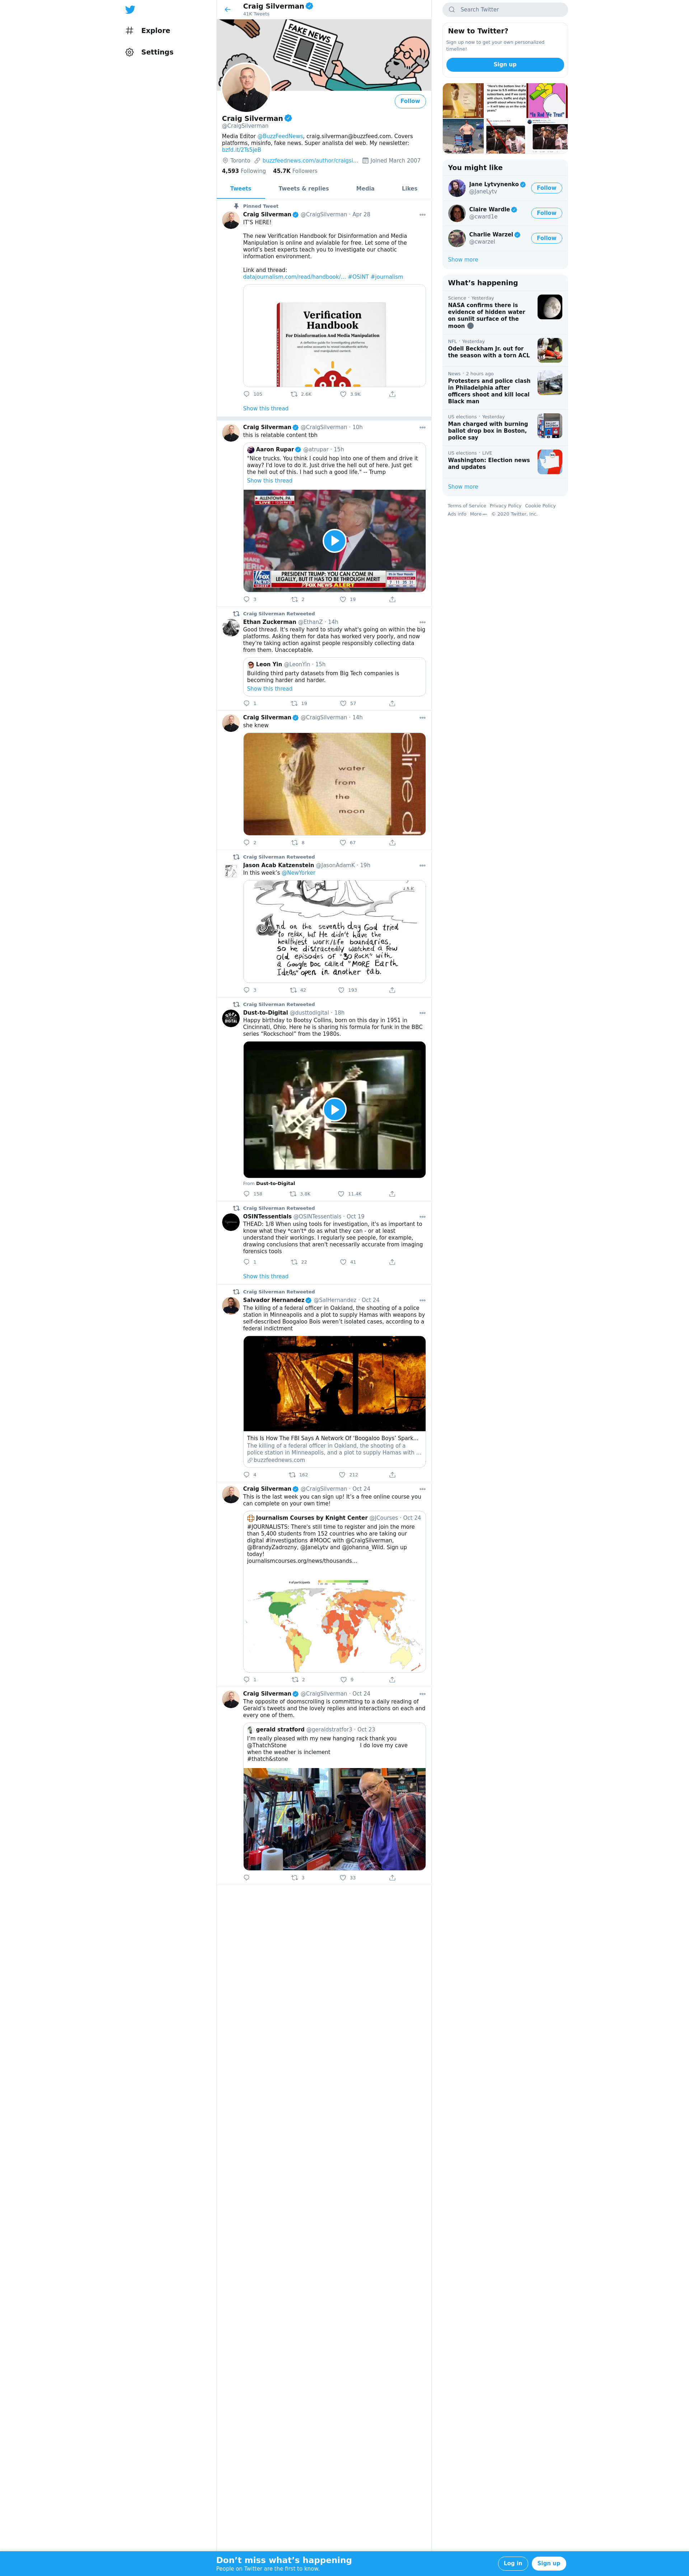 Explore
Settings
Craig Silverman
41K Tweets
FAKE NEWS
NEWS
Follow
Craig Silverman
@CraigSilverman
Media Editor @BuzzFeedNews, craig.silverman@buzzfeed.com. Covers
platforms, misinfo, fake news. Super analista del web. My newsletter:
bzfd.it/2Ts5JeB
Toronto buzzfeednews.com/author/craigsi... Joined March 2007
4,593 Following 45.7K Followers
Tweets Tweets & replies Media Likes
Pinned Tweet
Craig Silverman @CraigSilverman · Apr 28
IT'S HERE!
The new Verification Handbook for Disinformation and Media
Manipulation is online and avialable for free. Let some of the
world's best experts teach you to investigate our chaotic
information environment.
Link and thread:
datajournalism.com/read/handbook/... #OSINT #journalism
Verification
Handbook
For Disinformation And Media Manipulation
105 2.6K 3.9K
Show this thread
Craig Silverman @CraigSilverman · 10h
this is relatable content tbh
Aaron Rupar @atrupar · 15h
"Nice trucks. You think I could hop into one of them and drive it
away? I'd love to do it. Just drive the hell out of here. Just get
the hell out of this. I had such a good life." -- Trump
Show this thread
ALLENTOWN, PA
PRESIDENT TRUMP: YOU CAN COME IN
LEGALLY, BUT IT HAS TO BE THROUGH MERIT
FOX NEWS ALERT
3 2 19
Craig Silverman Retweeted
Ethan Zuckerman @EthanZ · 14h
Good thread. It's really hard to study what's going on within the big
platforms. Asking them for data has worked very poorly, and now
they're taking action against people responsibly collecting data
from them. Unacceptable.
Leon Yin @LeonYin · 15h
Building third party datasets from Big Tech companies is
becoming harder and harder.
Show this thread
1 19 57
Craig Silverman @CraigSilverman · 14h
she knew
water
from
the
moon
eline d
2 9 67
Craig Silverman Retweeted
Jason Acab Katzenstein @JasonAdamK · 19h
In this week's @NewYorker
And on the seventh day God tried
to relax, but He didn't have the
healthiest work/life boundaries,
so he distractedly watched a few
old episodes of "30 Rock" with
a Google Doc called "MORE Earth
Ideas" open in another tab.
3 42 193
Craig Silverman Retweeted
Dust-to-Digital @dusttodigital · 18h
Happy birthday to Bootsy Collins, born on this day in 1951 in
Cincinnati, Ohio. Here he is sharing his formula for funk in the BBC
series "Rockschool" from the 1980s.
From Dust-to-Digital
158 3.9K 11.4K
Craig Silverman Retweeted
OSINTessentials @OSINTessentials · Oct 19
THEAD: 1/8 When using tools for investigation, it's as important to
know what they *can't* do as what they can - or at least
understand their workings. I regularly see people, for example,
drawing conclusions that aren't necessarily accurate from imaging
forensics tools
1 22 41
Show this thread
Craig Silverman Retweeted
Salvador Hernandez @SalHernandez · Oct 24
The killing of a federal officer in Oakland, the shooting of a police
station in Minneapolis and a plot to supply Hamas with weapons by
self-described Boogaloo Bois weren't isolated cases, according to a
federal indictment
This Is How The FBI Says A Network Of 'Boogaloo Boys' Spark...
The killing of a federal officer in Oakland, the shooting of a
police station in Minneapolis, and a plot to supply Hamas with ...
buzzfeednews.com
4 162 212
Craig Silverman @CraigSilverman · Oct 24
This is the last week you can sign up! It's a free online course you
can complete on your own time!
Journalism Courses by Knight Center @JCourses · Oct 24
#JOURNALISTS: There's still time to register and join the more
than 5,400 students from 152 countries who are taking our
digital #investigations #MOOC with @CraigSilverman,
@BrandyZadrozny, @JaneLytv and @Johanna_Wild. Sign up
today!
journalismcourses.org/news/thousands...
1 2 9
Craig Silverman @CraigSilverman · Oct 24
The opposite of doomscrolling is committing to a daily reading of
Gerald's tweets and the lovely replies and interactions on each and
every one of them.
gerald stratford @geraldstratfor3 · Oct 23
I'm really pleased with my new hanging rack thank you
@ThatchStone I do love my cave
when the weather is inclement
#thatch&stone
3 33
Search Twitter
New to Twitter?
Sign up now to get your own personalized
timeline!
Sign up
You might like
Jane Lytvynenko
@JaneLytv
Follow
Claire Wardle
@cward1e
Follow
Charlie Warzel
@cwarzel
Follow
Show more
What's happening
Science · Yesterday
NASA confirms there is
evidence of hidden water
on sunlit surface of the
moon
NFL · Yesterday
Odell Beckham Jr. out for
the season with a torn ACL
News · 2 hours ago
Protesters and police clash
in Philadelphia after
officers shoot and kill local
Black man
US elections · Yesterday
Man charged with burning
ballot drop box in Boston,
police say
US elections · LIVE
Washington: Election news
and updates
Show more
Terms of Service Privacy Policy Cookie Policy
Ads info More © 2020 Twitter, Inc.
Don't miss what's happening
People on Twitter are the first to know.
Log in Sign up